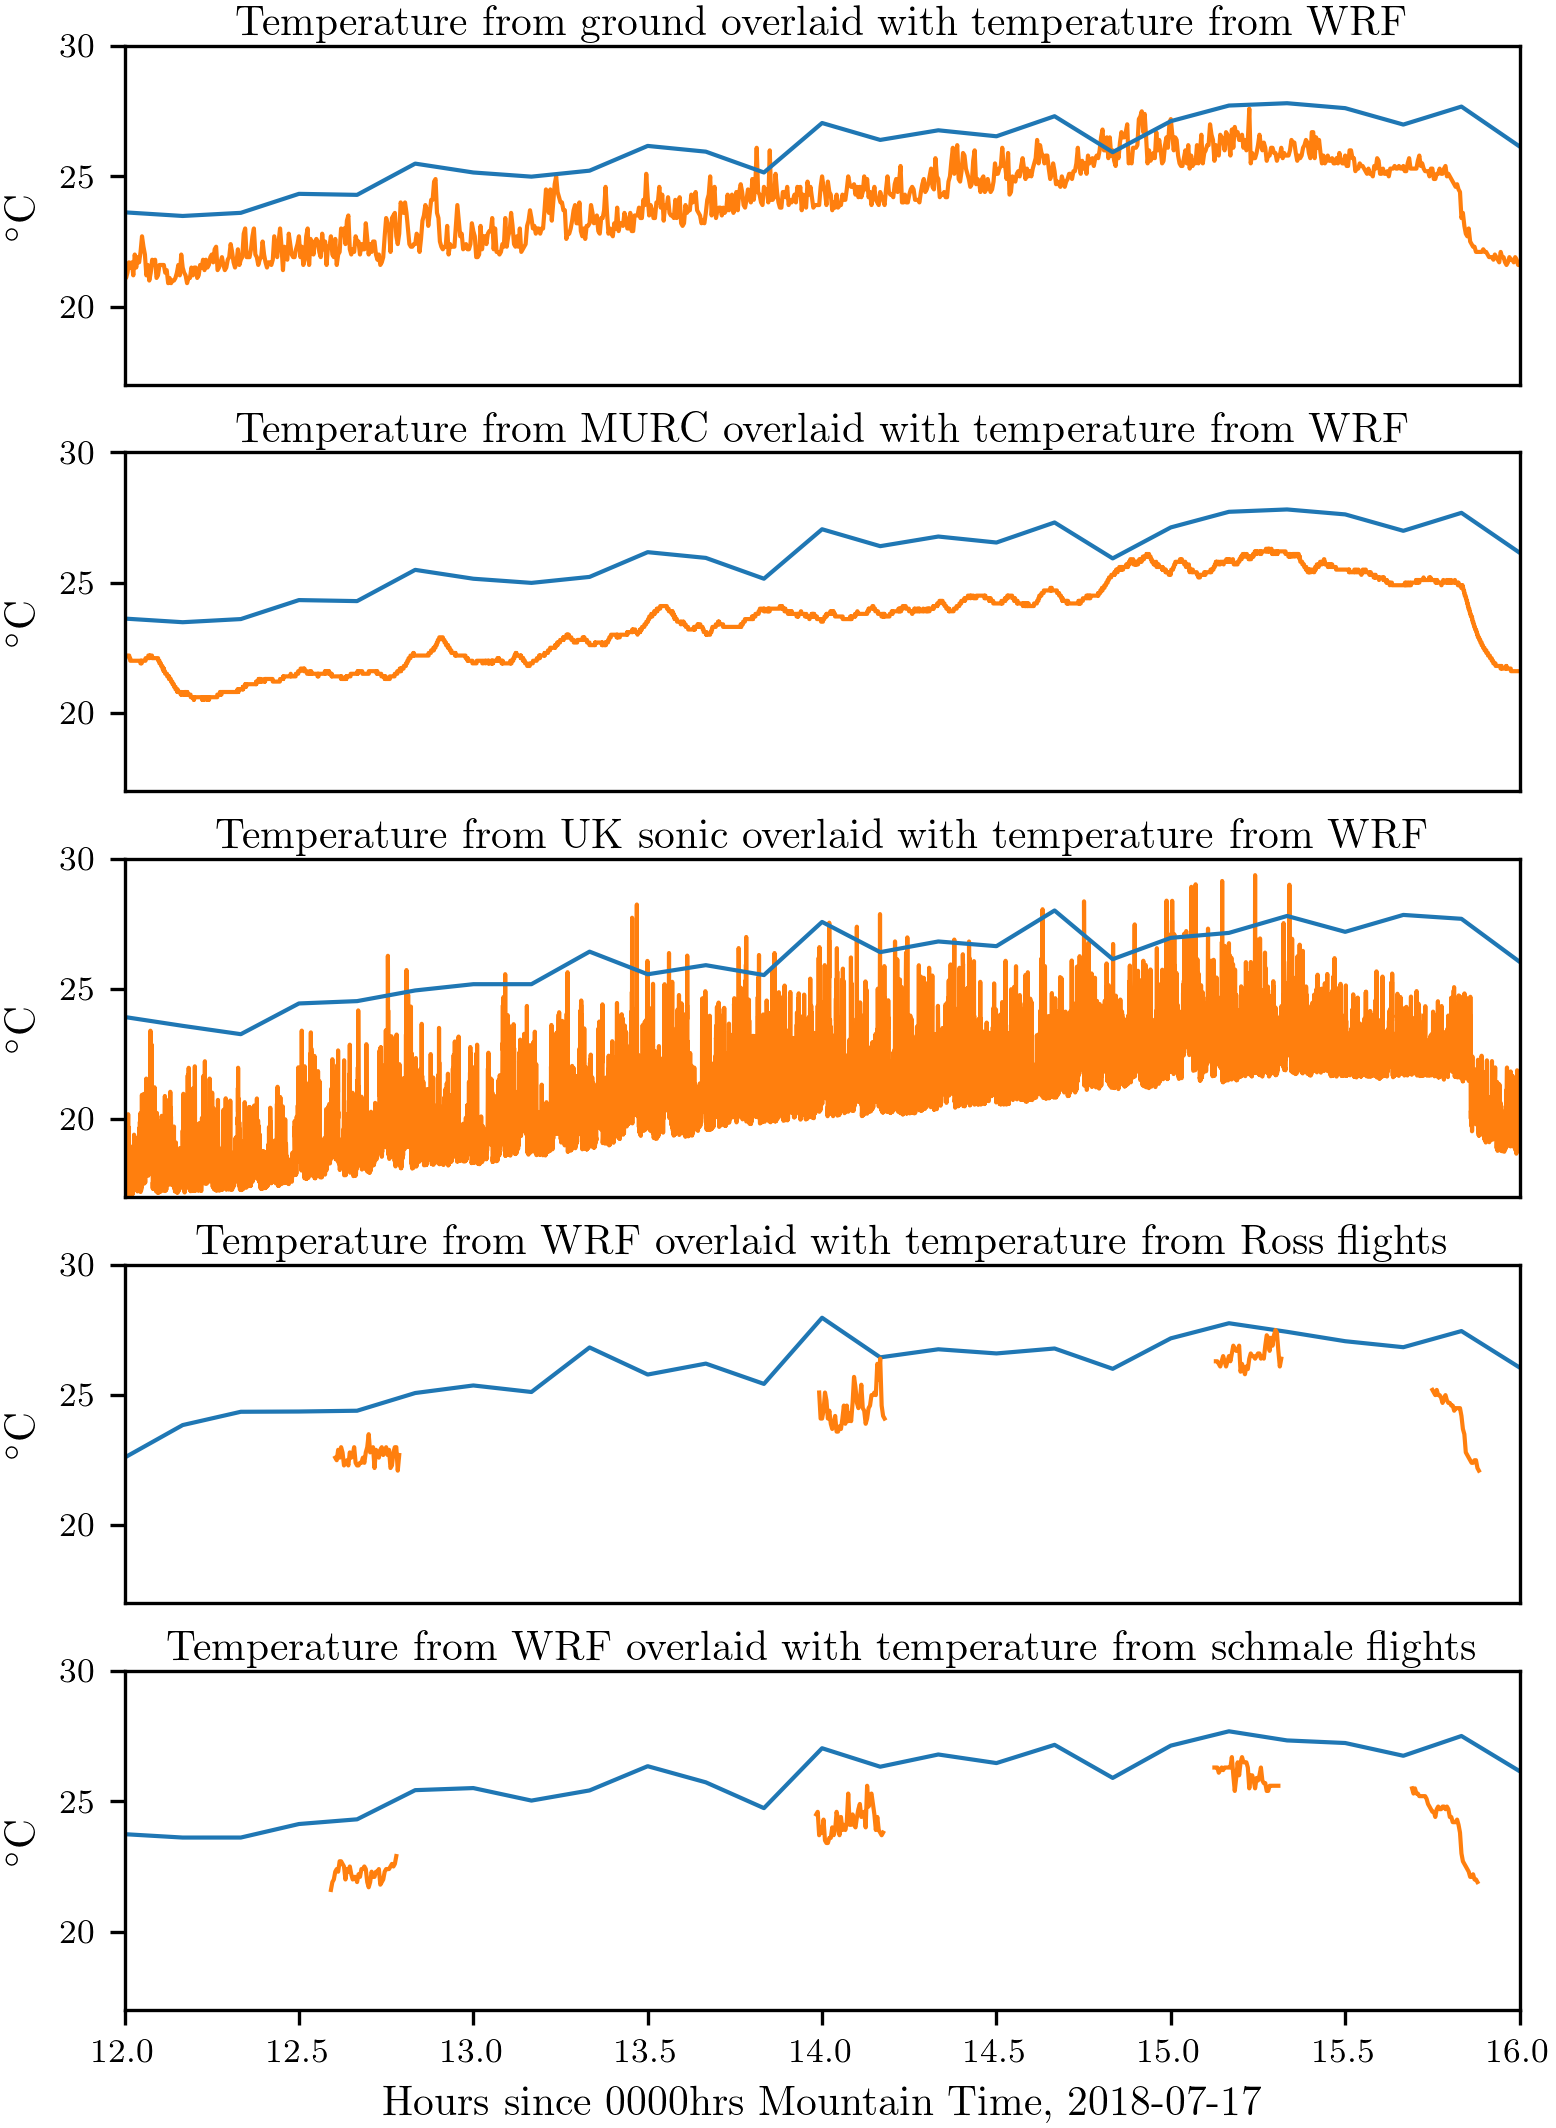 Temperature from ground overlaid with temperature from WRF
30
25
20
°C
Temperature from MURC overlaid with temperature from WRF
30
25
20
°C
Temperature from UK sonic overlaid with temperature from WRF
30
25
20
°C
Temperature from WRF overlaid with temperature from Ross flights
30
25
20
°C
Temperature from WRF overlaid with temperature from schmale flights
30
25
20
°C
12.0 12.5 13.0 13.5 14.0 14.5 15.0 15.5 16.0
Hours since 0000hrs Mountain Time, 2018-07-17